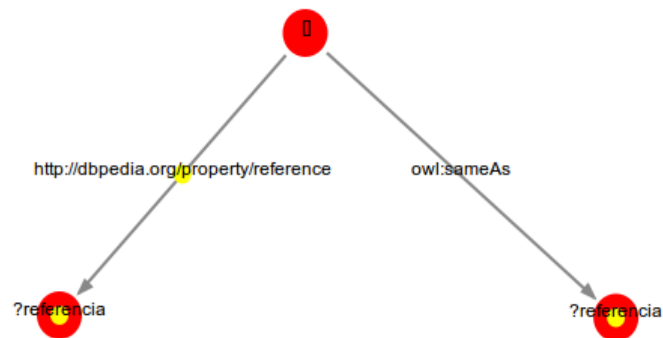 []
http://dbpedia.org/property/reference
owl:sameAs
?referencia
?referencia